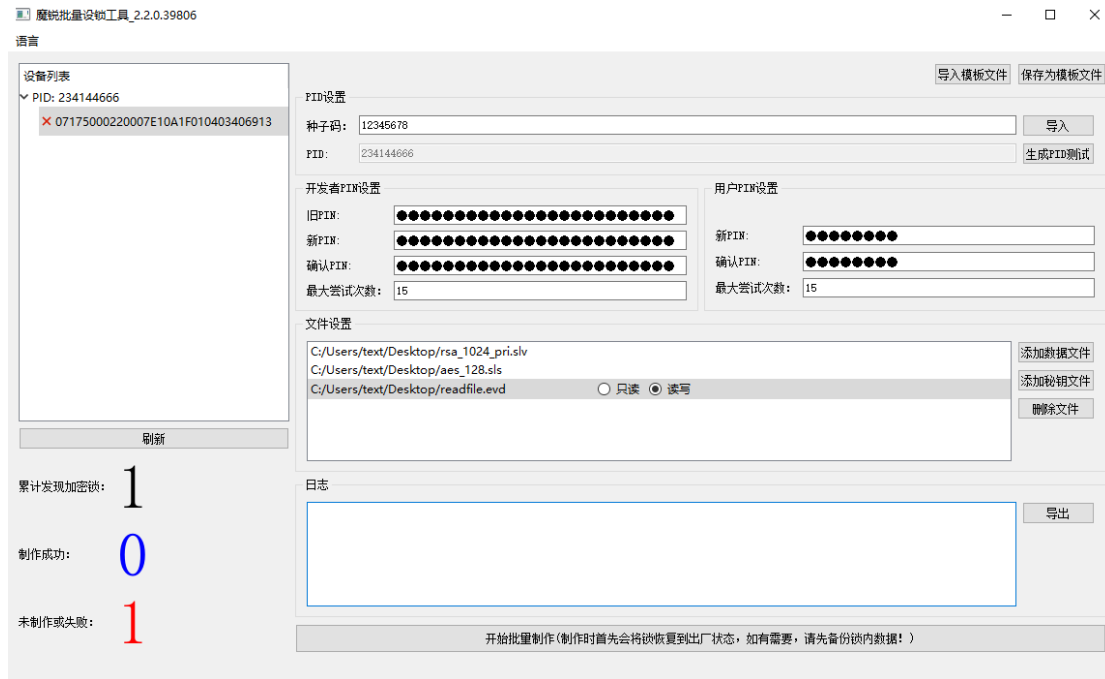 魔锐批量设锁工具_2.2.0.39806
语言
设备列表
PID: 234144666
07175000220007E10A1F010403406913
刷新
累计发现加密锁: 1
制作成功: 0
未制作或失败: 1
导入模板文件 保存为模板文件
PID设置
种子码: 12345678 导入
PID: 234144666 生成PID测试
开发者PIN设置
旧PIN: ●●●●●●●●●●●●●●●●●●●●●●●●
新PIN: ●●●●●●●●●●●●●●●●●●●●●●●●
确认PIN: ●●●●●●●●●●●●●●●●●●●●●●●●
最大尝试次数: 15
用户PIN设置
新PIN: ●●●●●●●●
确认PIN: ●●●●●●●●
最大尝试次数: 15
文件设置
C:/Users/text/Desktop/rsa_1024_pri.slv
C:/Users/text/Desktop/aes_128.sls
C:/Users/text/Desktop/readfile.evd 只读 读写
添加数据文件
添加秘钥文件
删除文件
日志
导出
开始批量制作(制作时首先会将锁恢复到出厂状态，如有需要，请先备份锁内数据！)